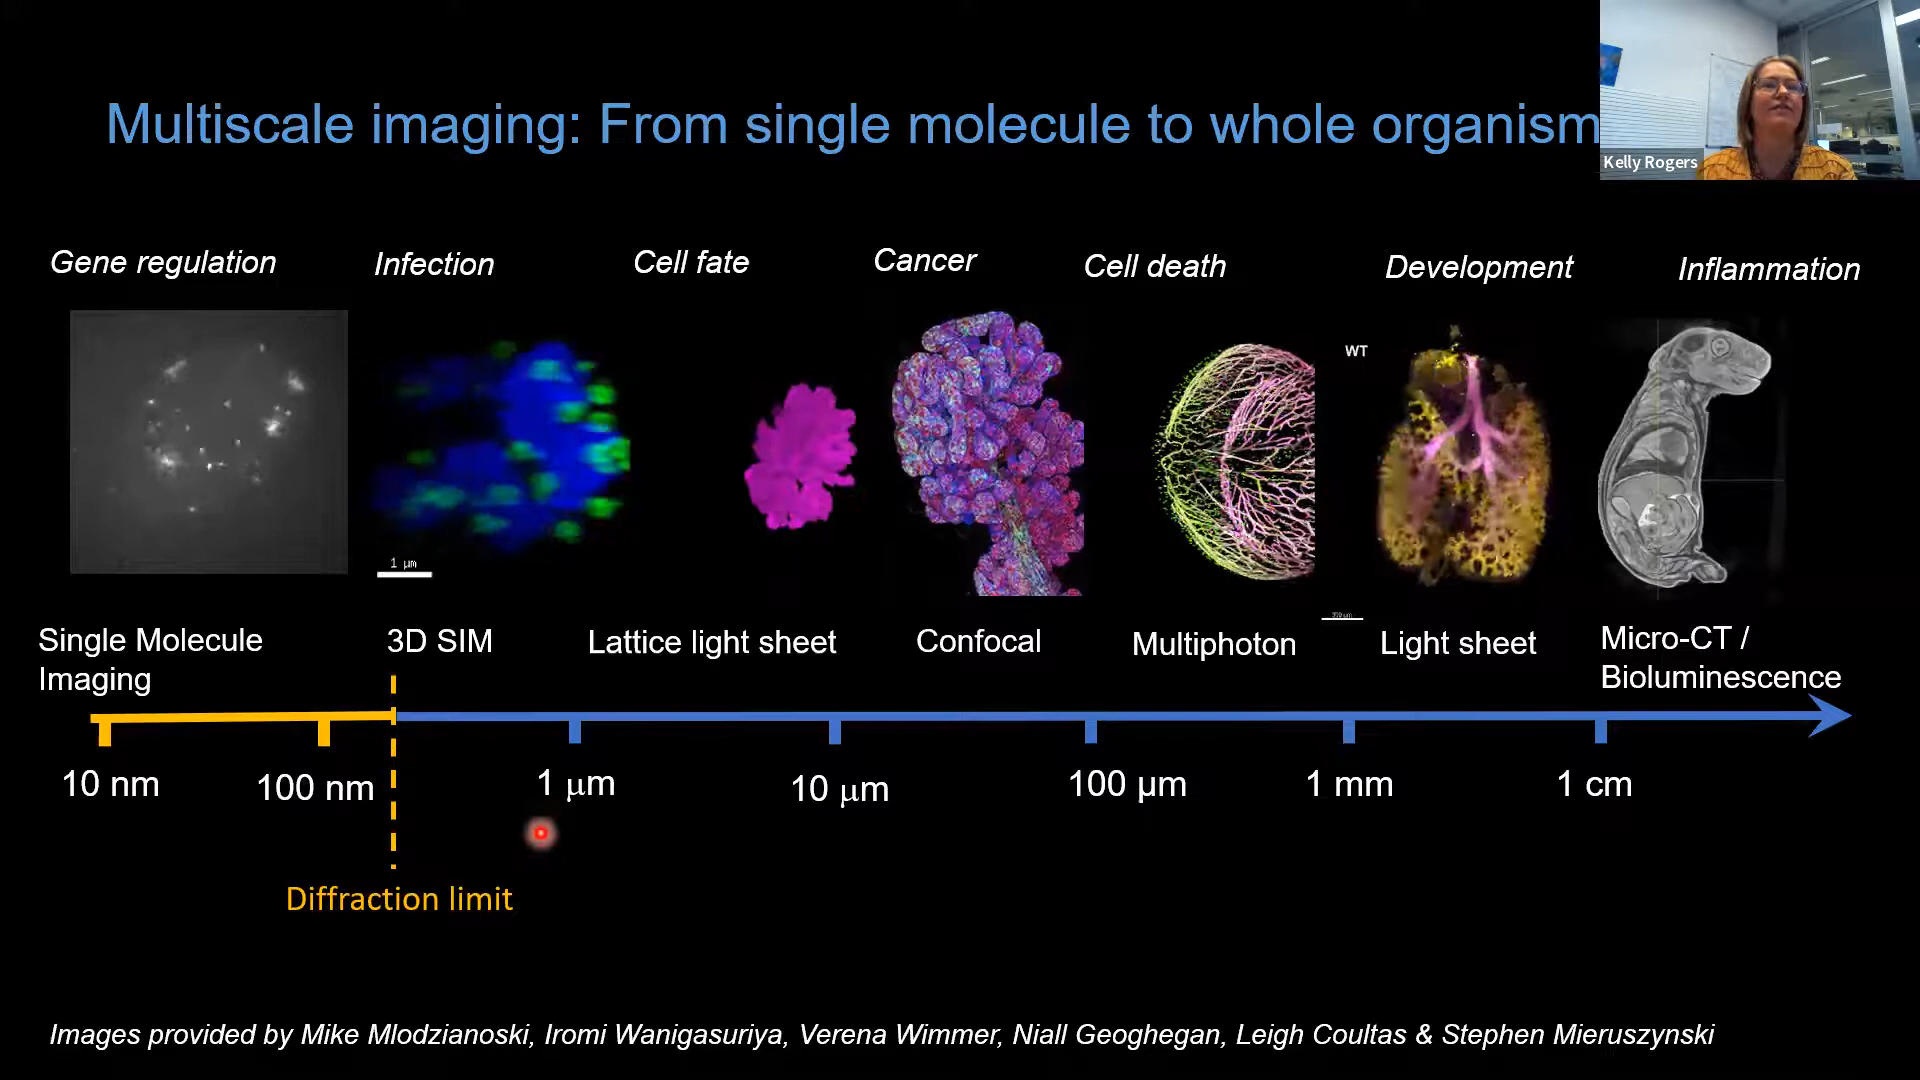 Multiscale imaging: From single molecule to whole organism
Kelly Rogers
Gene regulation
Infection
Cell fate
Cancer
Cell death
Development
Inflammation
WT
1 µm
Single Molecule
Imaging
3D SIM
Lattice light sheet
Confocal
Multiphoton
Light sheet
Micro-CT /
Bioluminescence
10 nm
100 nm
1 µm
10 µm
100 µm
1 mm
1 cm
Diffraction limit
Images provided by Mike Mlodzianoski, Iromi Wanigasuriya, Verena Wimmer, Niall Geoghegan, Leigh Coultas & Stephen Mieruszynski